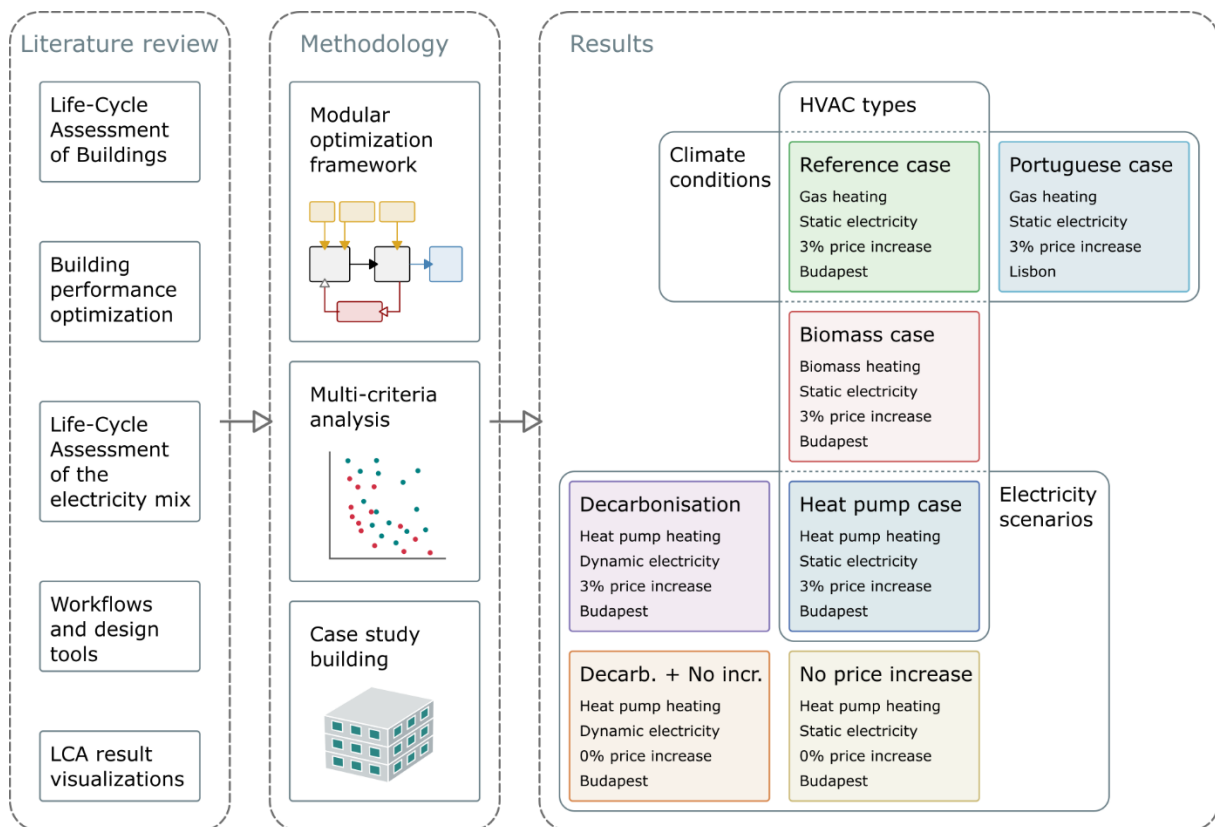 Literature review
Life-Cycle
Assessment
of Buildings
Building
performance
optimization
Life-Cycle
Assessment
of the
electricity mix
Workflows
and design
tools
LCA result
visualizations
Methodology
Modular
optimization
framework
Multi-criteria
analysis
Case study
building
Results
HVAC types
Climate
conditions
Reference case
Gas heating
Static electricity
3% price increase
Budapest
Portuguese case
Gas heating
Static electricity
3% price increase
Lisbon
Biomass case
Biomass heating
Static electricity
3% price increase
Budapest
Decarbonisation
Heat pump heating
Dynamic electricity
3% price increase
Budapest
Heat pump case
Heat pump heating
Static electricity
3% price increase
Budapest
Electricity
scenarios
Decarb. + No incr.
Heat pump heating
Dynamic electricity
0% price increase
Budapest
No price increase
Heat pump heating
Static electricity
0% price increase
Budapest